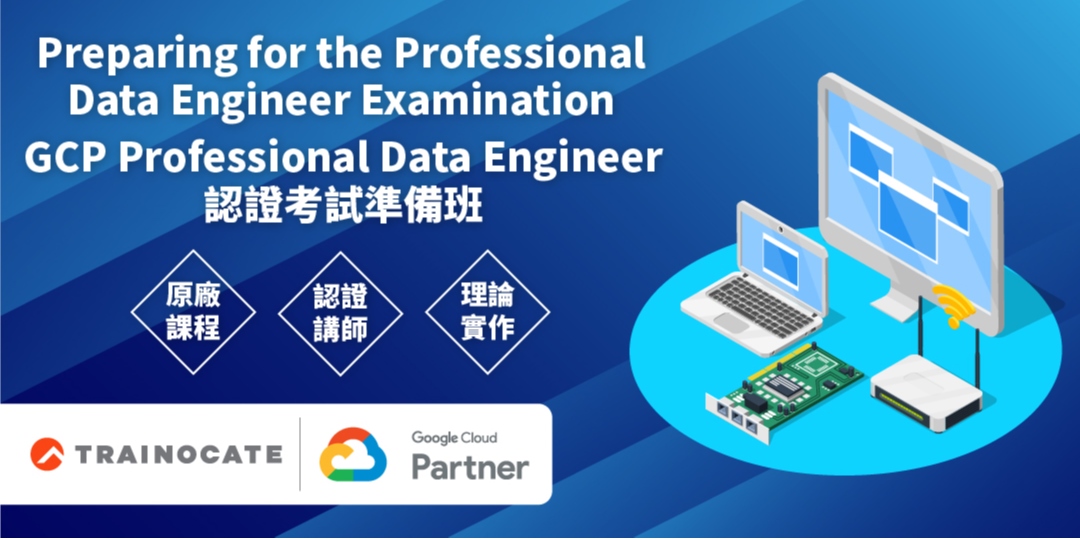 Preparing for the Professional
Data Engineer Examination
GCP Professional Data Engineer
認證考試準備班
原廠
課程
認證
講師
理論
實作
TRAINOCATE
Google Cloud
Partner